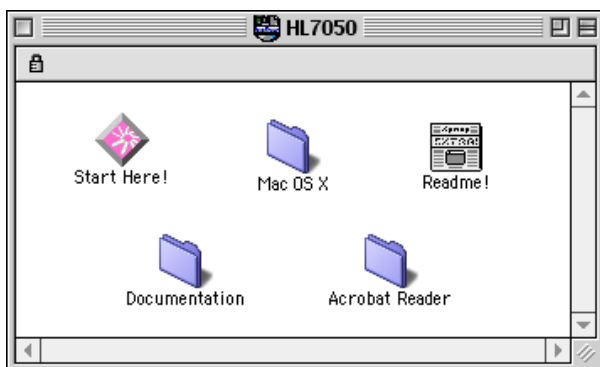 HL7050
Start Here!
Mac OS X
Readme!
Documentation
Acrobat Reader